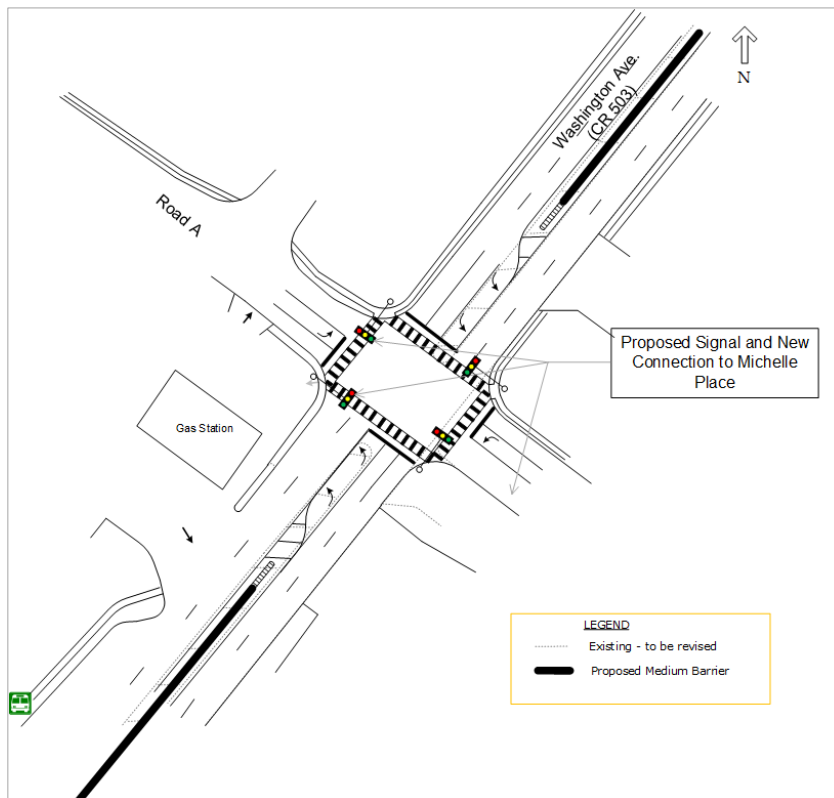 Washington Ave.
(CR 503)
N
Road A
Proposed Signal and New
Connection to Michelle
Place
Gas Station
LEGEND
Existing - to be revised
Proposed Medium Barrier